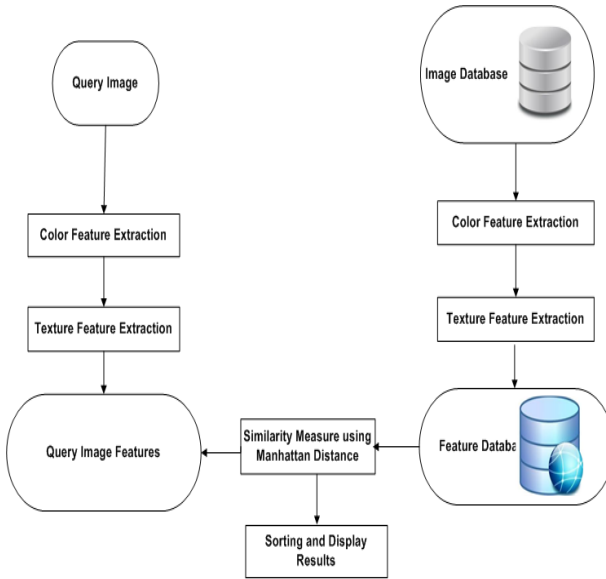 Query Image
Image Database
Color Feature Extraction
Color Feature Extraction
Texture Feature Extraction
Texture Feature Extraction
Query Image Features
Similarity Measure using
Manhattan Distance
Feature Databa
Sorting and Display
Results